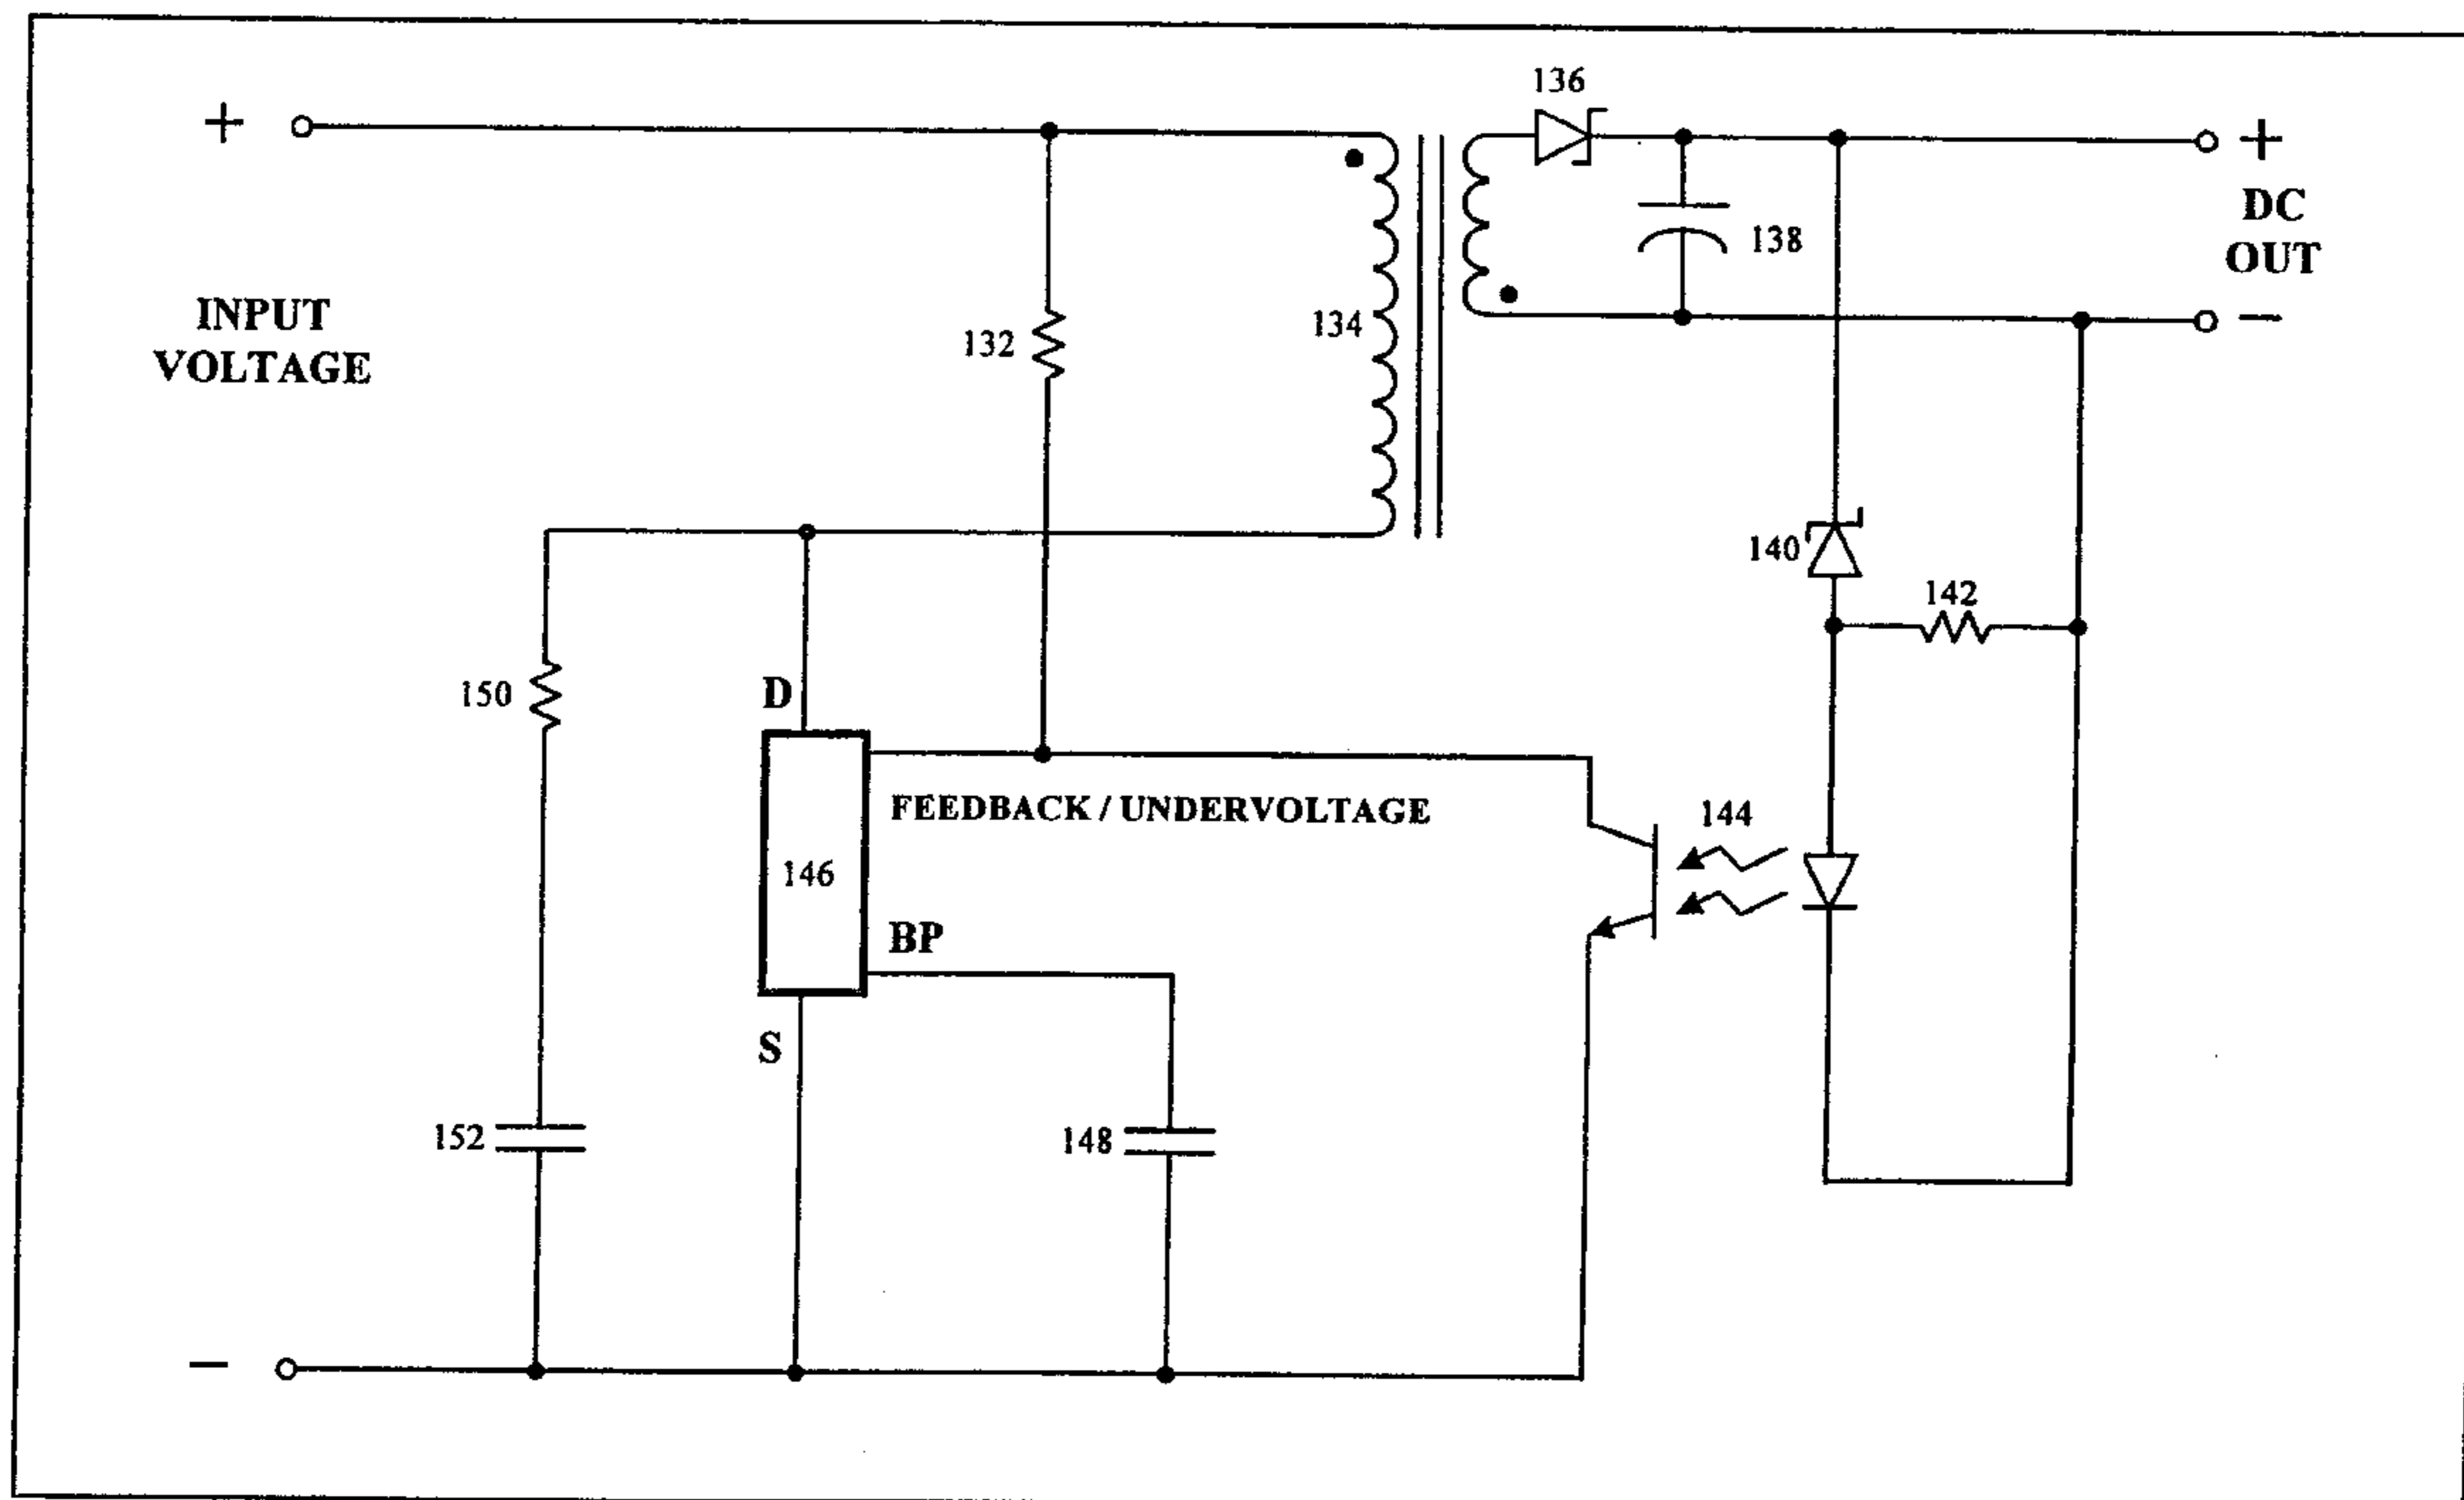 136
+
+
DC
OUT
138
−
INPUT
VOLTAGE
132
134
140
142
150
D
FEEDBACK / UNDERVOLTAGE
144
146
BP
S
152
148
−